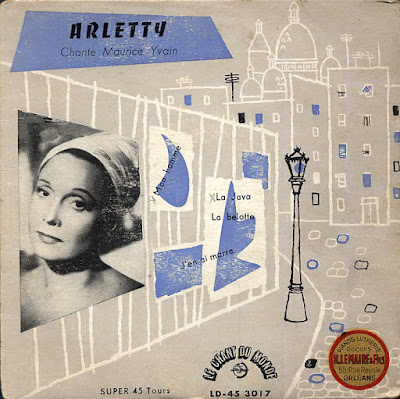 ARLETTY
Chante Maurice Yvain
Mon homme
La Java
La belotte
J'en ai marre
SUPER 45 Tours
LE CHANT DU MONDE
LD-45 3017
PIANOS-LUTHERIE
DISQUES
H.LEMAIRE & Fils
55, Rue Royale
ORLÉANS